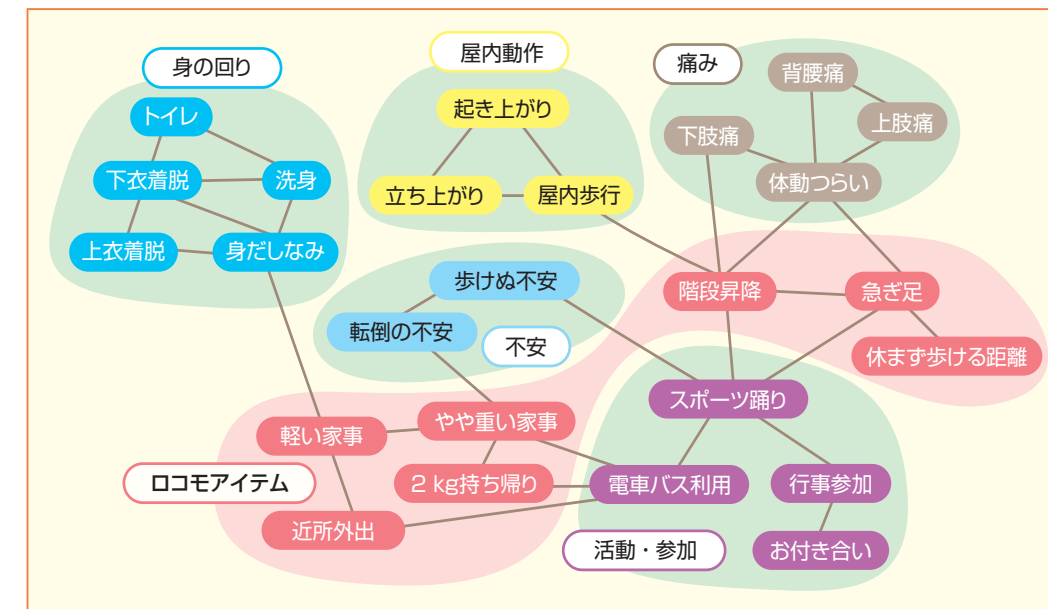 身の回り
トイレ
下衣着脱
洗身
上衣着脱
身だしなみ
屋内動作
起き上がり
立ち上がり
屋内歩行
痛み
背腰痛
下肢痛
上肢痛
体動つらい
歩けぬ不安
転倒の不安
不安
階段昇降
急ぎ足
休まず歩ける距離
スポーツ踊り
軽い家事
やや重い家事
ロコモアイテム
2 kg持ち帰り
電車バス利用
行事参加
近所外出
活動・参加
お付き合い